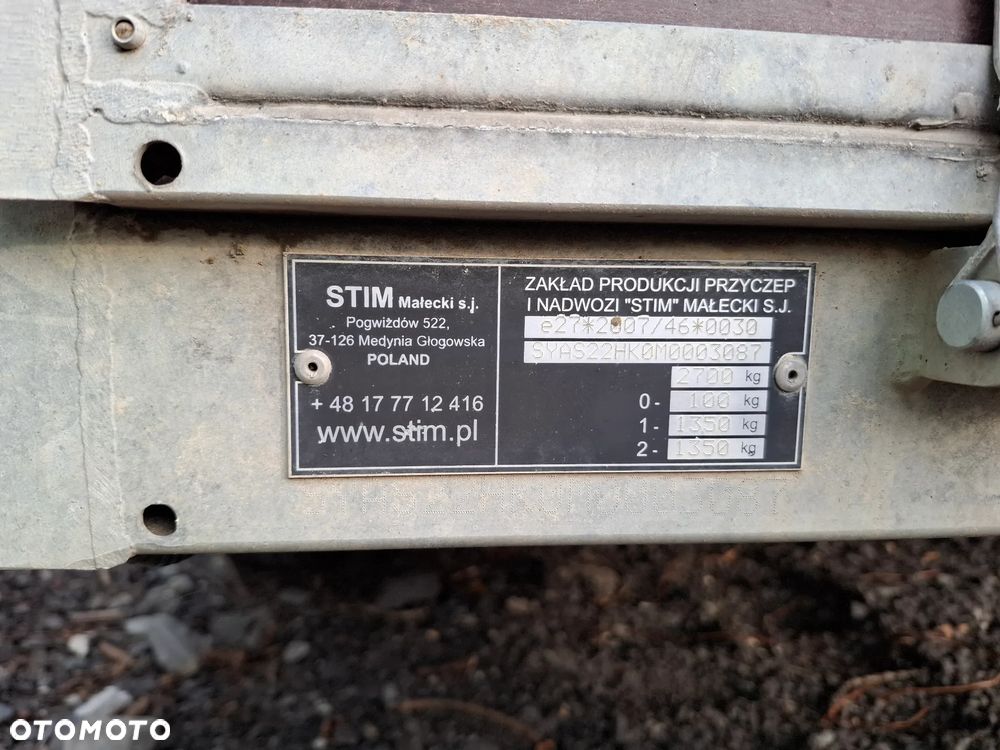 STIM Małecki s.j.
Pogwizdów 522,
37-126 Medynia Głogowska
POLAND
+ 48 17 77 12 416
www.stim.pl
ZAKŁAD PRODUKCJI PRZYCZEP
I NADWOZI "STIM" MAŁECKI S.J.
e27*2007/46*0030
SYAS22HK0M0003087
2700 kg
0- 100 kg
1- 1350 kg
2- 1350 kg
OTOMOTO